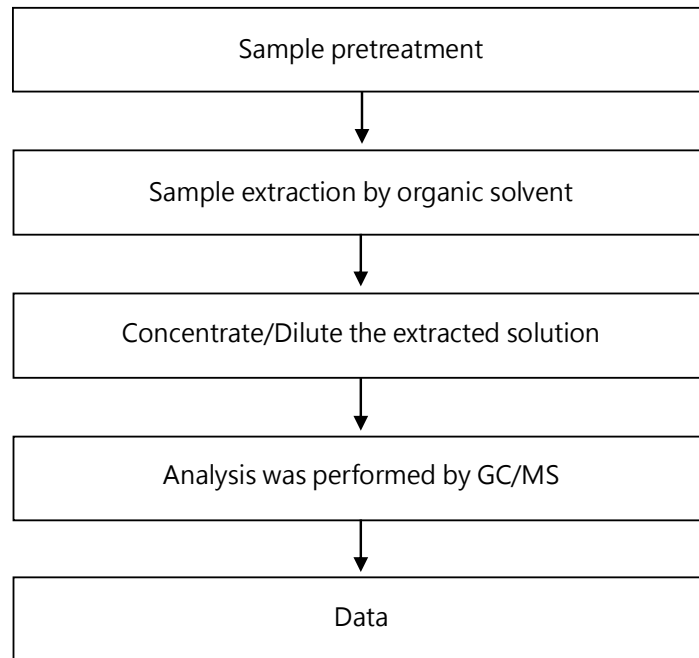 Sample pretreatment
Sample extraction by organic solvent
Concentrate/Dilute the extracted solution
Analysis was performed by GC/MS
Data